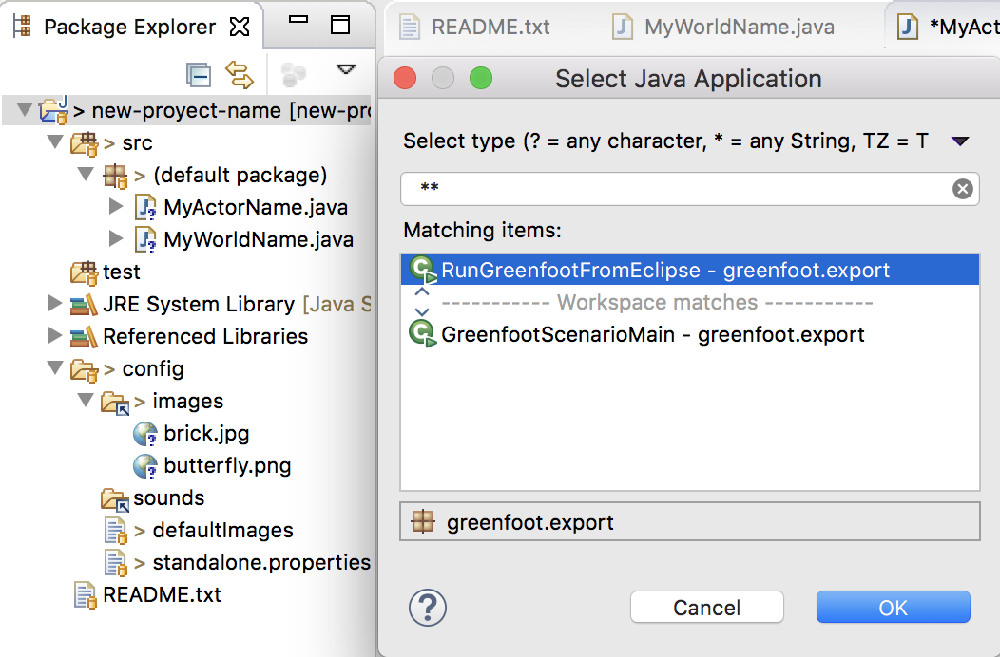 Package Explorer
> new-proyect-name [new-pro
> src
> (default package)
MyActorName.java
MyWorldName.java
test
JRE System Library [Java S
Referenced Libraries
> config
> images
brick.jpg
butterfly.png
sounds
> defaultImages
> standalone.properties
README.txt
README.txt
MyWorldName.java
*MyAct
Select Java Application
Select type (? = any character, * = any String, TZ = T
**
Matching items:
RunGreenfootFromEclipse - greenfoot.export
----------- Workspace matches -----------
GreenfootScenarioMain - greenfoot.export
greenfoot.export
?
Cancel
OK